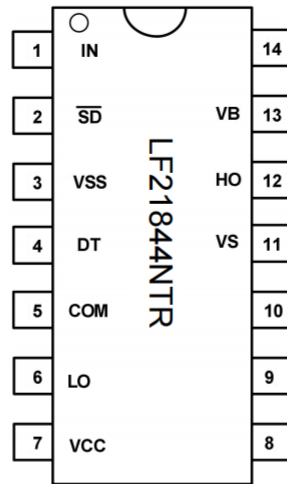 1 IN 14
2 S̅D̅ VB 13
3 VSS HO 12
4 DT VS 11
5 COM 10
6 LO 9
7 VCC 8
LF21844NTR